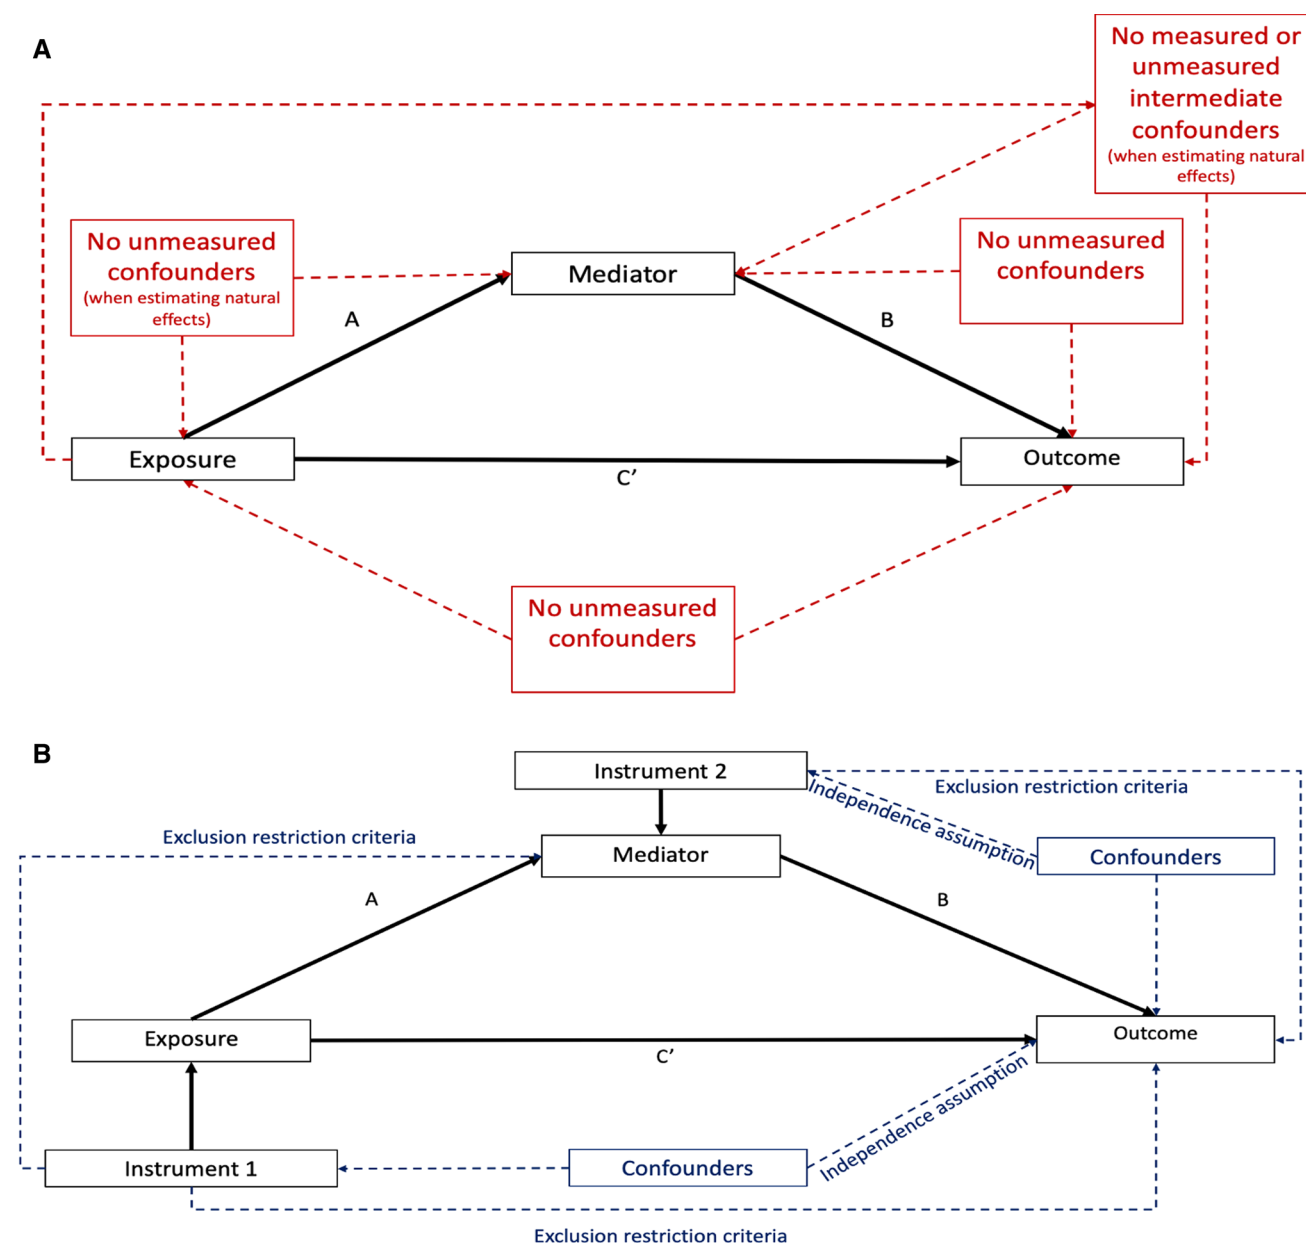 A
No measured or
unmeasured
intermediate
confounders
(when estimating natural
effects)
No unmeasured
confounders
(when estimating natural
effects)
Mediator
No unmeasured
confounders
A
B
Exposure
C’
Outcome
No unmeasured
confounders
B
Instrument 2
Exclusion restriction criteria
Independence assumption
Exclusion restriction criteria
Mediator
Confounders
A
B
Exposure
C’
Outcome
Independence assumption
Instrument 1
Confounders
Exclusion restriction criteria